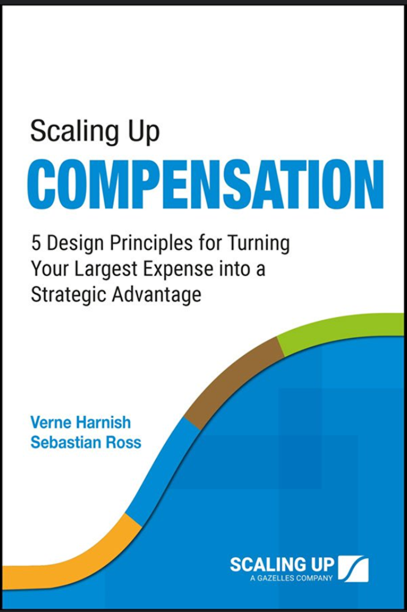 Scaling Up
COMPENSATION
5 Design Principles for Turning
Your Largest Expense into a
Strategic Advantage
Verne Harnish
Sebastian Ross
SCALING UP
A GAZELLES COMPANY